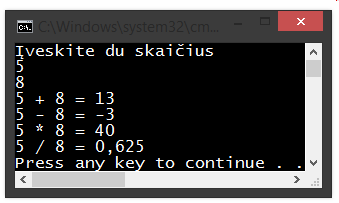 C:\Windows\system32\cm...
Įveskite du skaičius
5
8
5 + 8 = 13
5 - 8 = -3
5 * 8 = 40
5 / 8 = 0,625
Press any key to continue . .